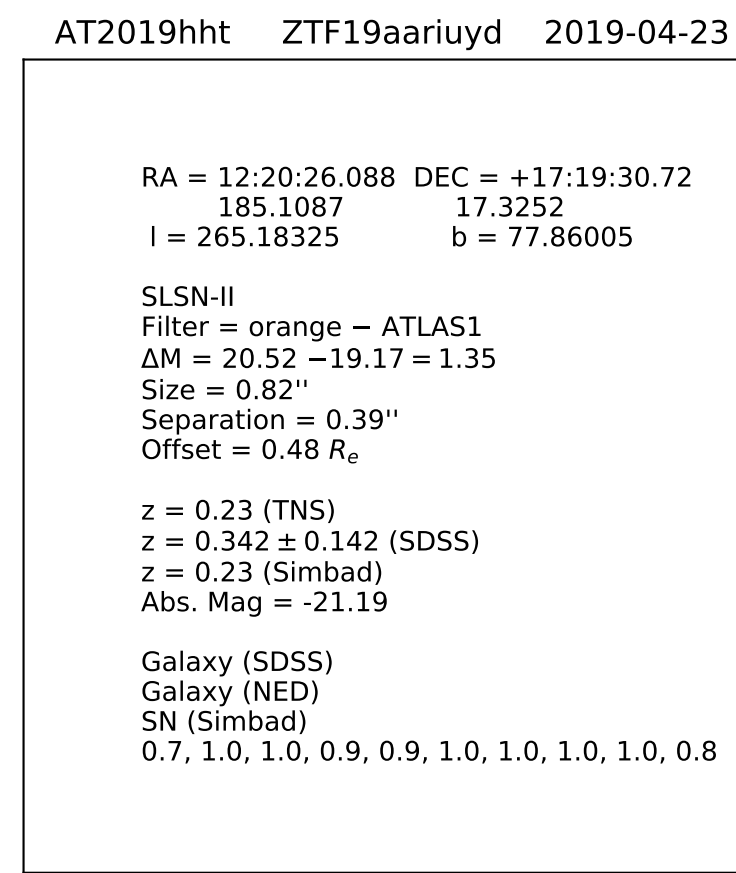 AT2019hht ZTF19aariuyd 2019-04-23
RA = 12:20:26.088 DEC = +17:19:30.72
185.1087 17.3252
l = 265.18325 b = 77.86005
SLSN-II
Filter = orange − ATLAS1
ΔM = 20.52 −19.17 = 1.35
Size = 0.82''
Separation = 0.39''
Offset = 0.48 Re
z = 0.23 (TNS)
z = 0.342 ± 0.142 (SDSS)
z = 0.23 (Simbad)
Abs. Mag = -21.19
Galaxy (SDSS)
Galaxy (NED)
SN (Simbad)
0.7, 1.0, 1.0, 0.9, 0.9, 1.0, 1.0, 1.0, 1.0, 0.8